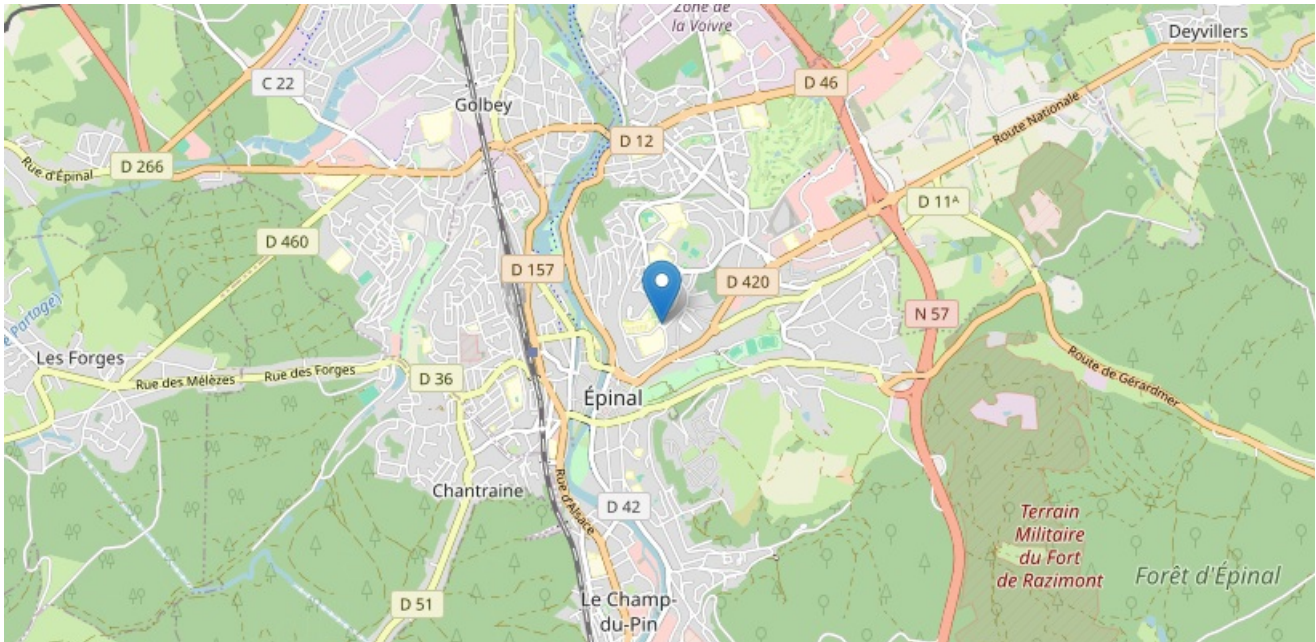 Zone de
la Voivre
Deyvillers
C 22
D 46
Golbey
Route Nationale
D 12
Rue d'Épinal
D 266
D 11ᴬ
D 460
D 157
D 420
N 57
Partage)
Les Forges
Rue des Mélèzes
Rue des Forges
D 36
Route de Gérardmer
Épinal
Chantraine
Rue d'Alsace
D 42
Terrain
Militaire
du Fort
de Razimont
Forêt d'Épinal
D 51
Le Champ-
du-Pin